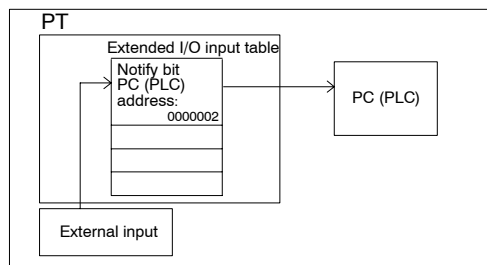 PT
Extended I/O input table
Notify bit
PC (PLC)
address:
0000002
PC (PLC)
External input